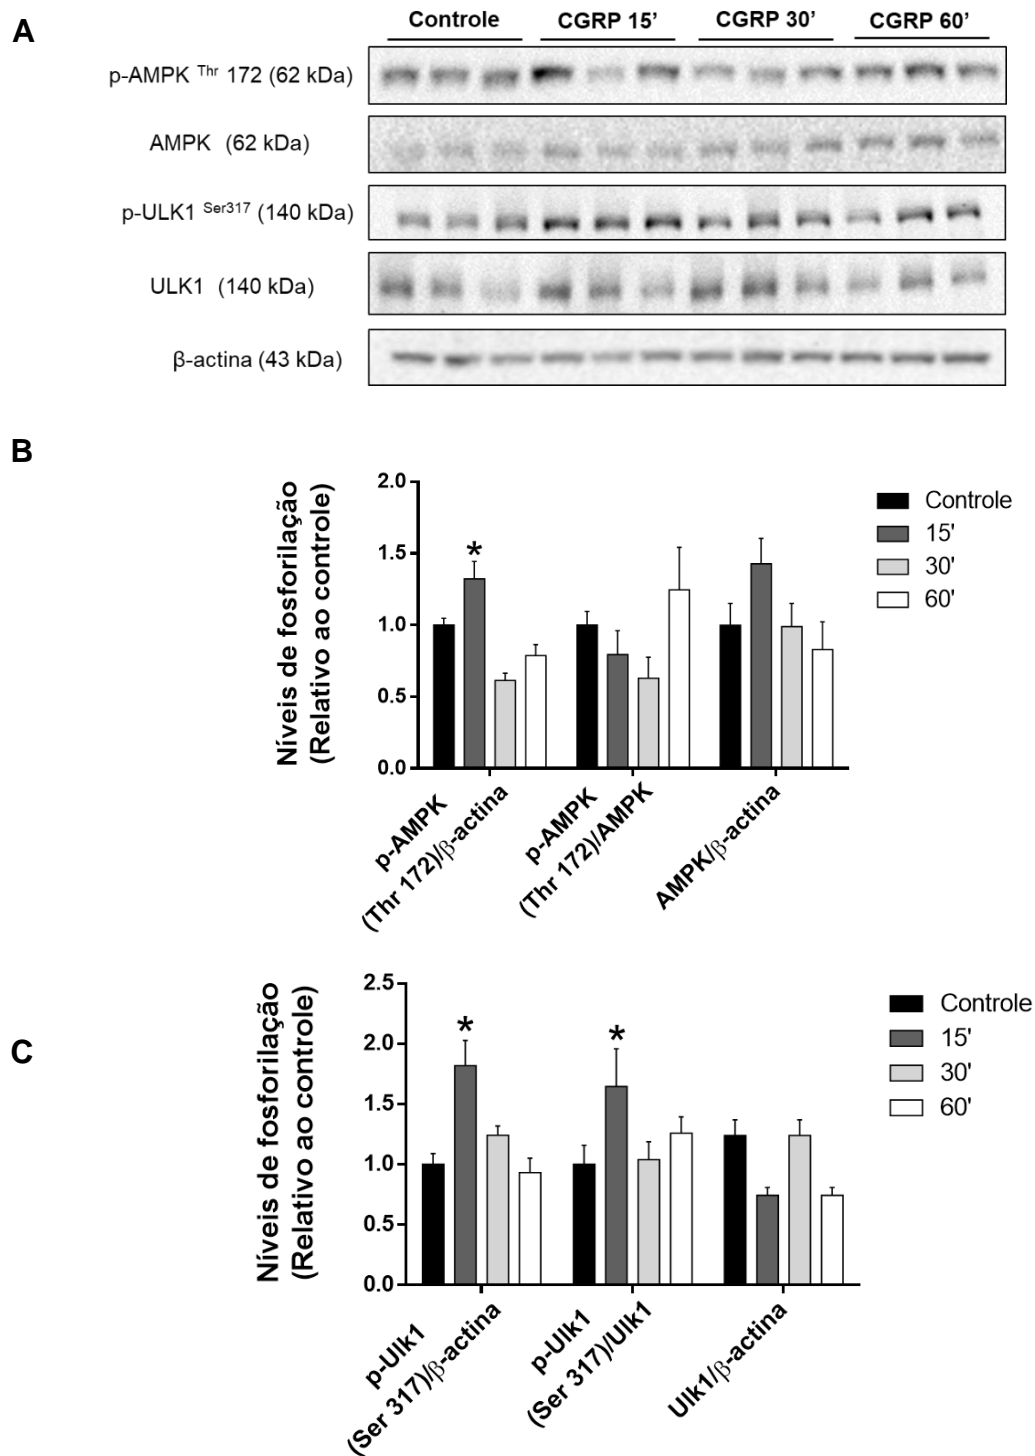 A
Controle CGRP 15’ CGRP 30’ CGRP 60’
p-AMPK Thr 172 (62 kDa)
AMPK (62 kDa)
p-ULK1 Ser317 (140 kDa)
ULK1 (140 kDa)
β-actina (43 kDa)
B
Níveis de fosforilação
(Relativo ao controle)
2.0
1.5
1.0
0.5
0.0
*
Controle
15'
30'
60'
p-AMPK
(Thr 172)/β-actina
p-AMPK
(Thr 172)/AMPK
AMPK/β-actina
C
Níveis de fosforilação
(Relativo ao controle)
2.5
2.0
1.5
1.0
0.5
0.0
*
*
Controle
15'
30'
60'
p-Ulk1
(Ser 317)/β-actina
p-Ulk1
(Ser 317)/Ulk1
Ulk1/β-actina